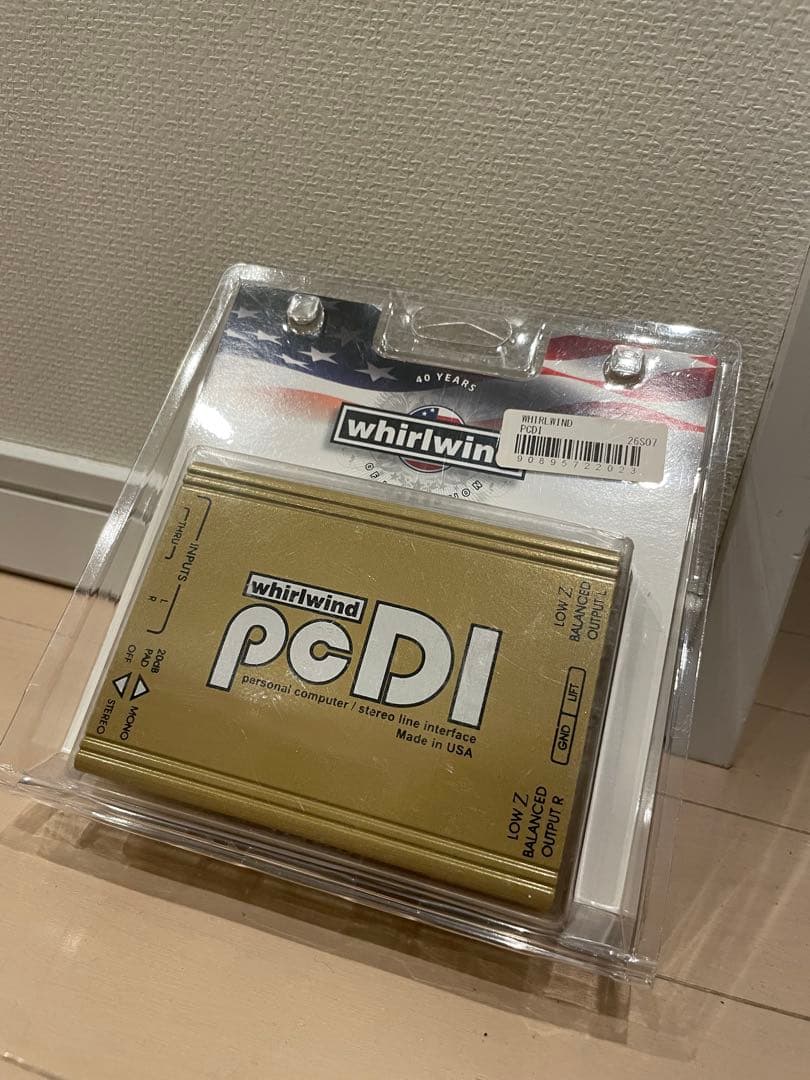 40 YEARS
whirlwin
WHIRLWIND
PCDI
26S07
90895722023
INPUTS
THRU
L
R
20dB
PAD
OFF
MONO
STEREO
whirlwind
pcDI
personal computer / stereo line interface
Made in USA
LOW Z
BALANCED
OUTPUT L
GND
LIFT
LOW Z
BALANCED
OUTPUT R